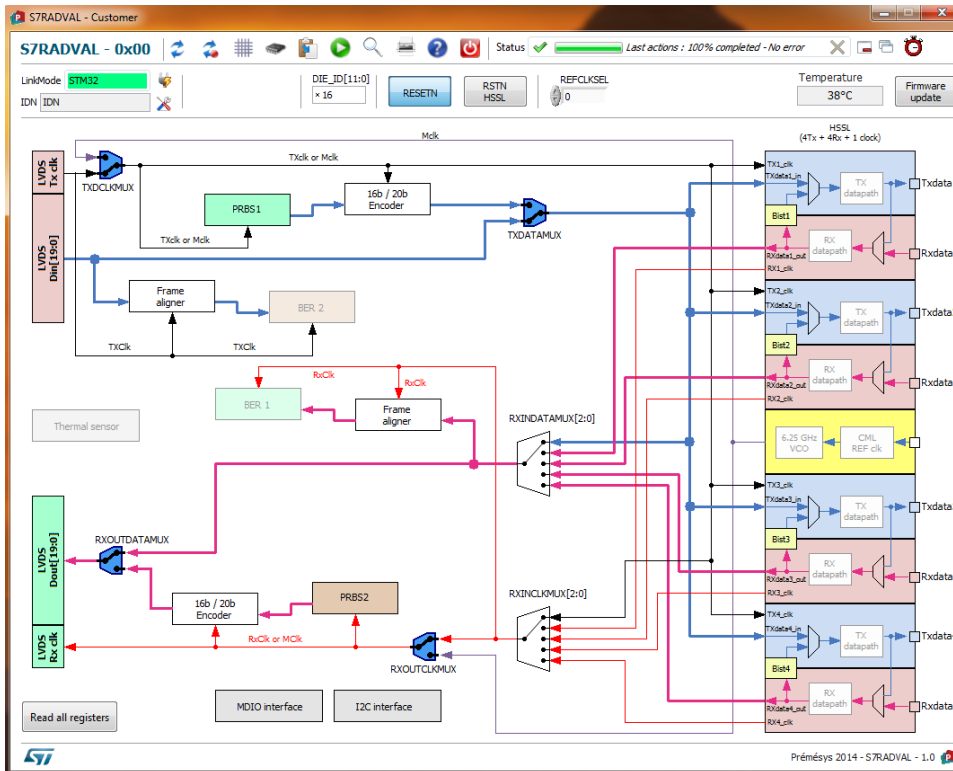 S7RADVAL - Customer
S7RADVAL - 0x00
Status
Last actions : 100% completed - No error
LinkMode
STM32
IDN
IDN
DIE_ID[11:0]
× 16
RESETN
RSTN
HSSL
REFCLKSEL
0
Temperature
38°C
Firmware
update
HSSL
(4Tx + 4Rx + 1 clock)
Mclk
LVDS
Tx clk
TXDCLKMUX
TXclk or Mclk
TXclk or Mclk
PRBS1
16b / 20b
Encoder
TXDATAMUX
LVDS
Din[19:0]
Frame
aligner
BER 2
TXClk
TXClk
RxClk
RxClk
BER 1
Frame
aligner
Thermal sensor
RXINDATAMUX[2:0]
TX1_clk
TXdata1_in
TX
datapath
Txdata
Bist1
RX
datapath
RXdata1_out
Rxdata
RX1_clk
TX2_clk
TXdata2_in
TX
datapath
Txdata
Bist2
RX
datapath
RXdata2_out
Rxdata
RX2_clk
6.25 GHz
VCO
CML
REF clk
TX3_clk
TXdata3_in
TX
datapath
Txdata
Bist3
RX
datapath
RXdata3_out
Rxdata
RX3_clk
TX4_clk
TXdata4_in
TX
datapath
Txdata
Bist4
RX
datapath
RXdata4_out
Rxdata
RX4_clk
LVDS
Dout[19:0]
RXOUTDATAMUX
16b / 20b
Encoder
PRBS2
RXINCLKMUX[2:0]
LVDS
Rx clk
RxClk or MClk
RXOUTCLKMUX
MDIO interface
I2C interface
Read all registers
ST
Prémésys 2014 - S7RADVAL - 1.0